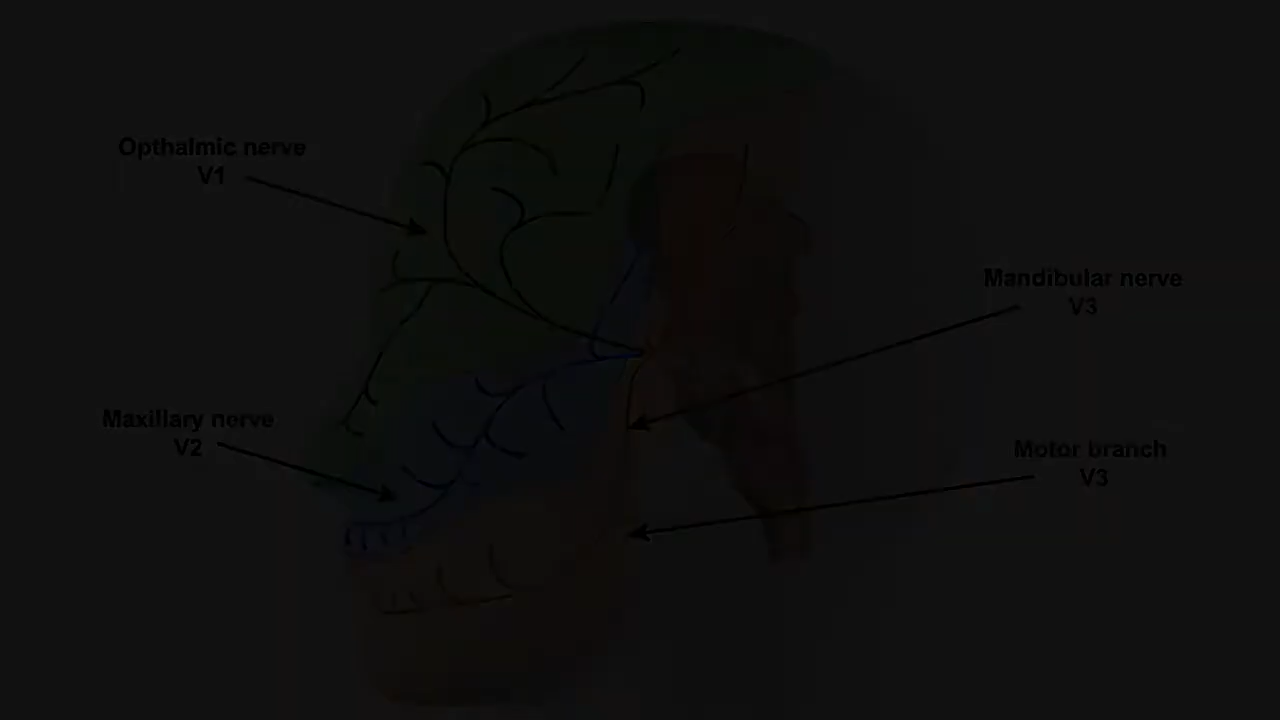 Opthalmic nerve
V1
Mandibular nerve
V3
Maxillary nerve
V2
Motor branch
V3